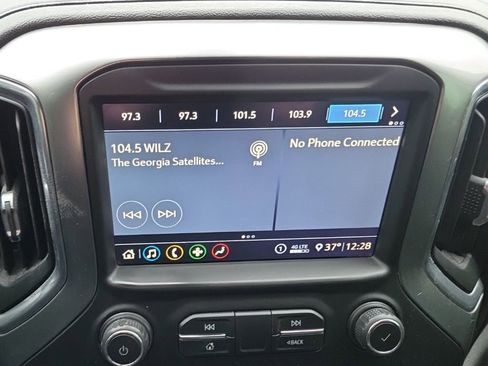 97.3 97.3 101.5 103.9 104.5
104.5 WILZ
The Georgia Satellites...
FM
No Phone Connected
1 4G LTE 37° 12:28
BACK